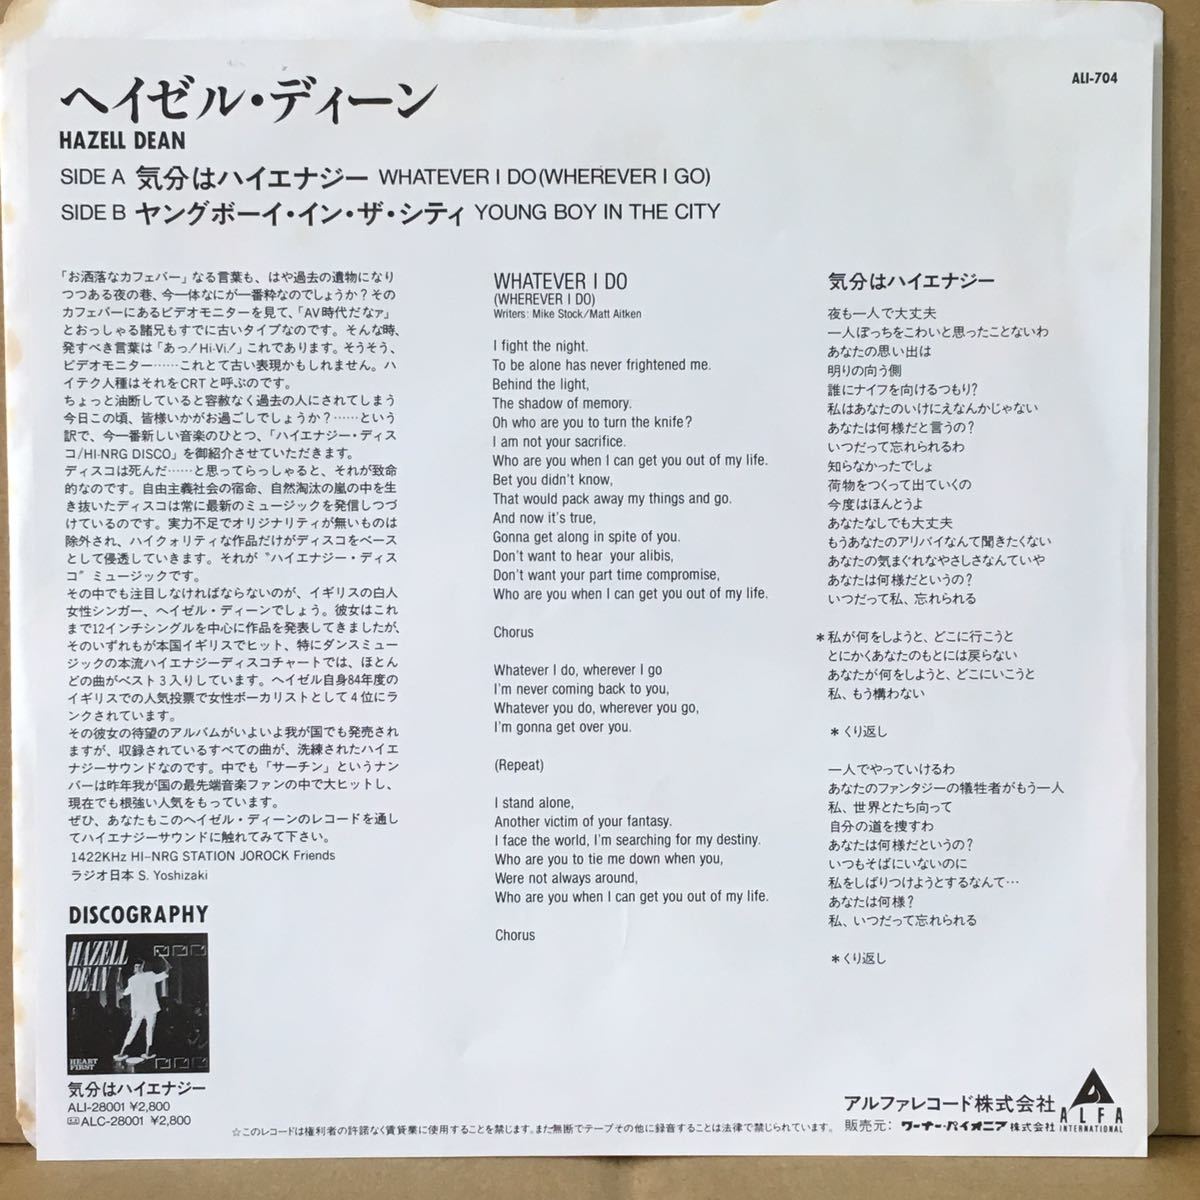 ヘイゼル・ディーン
HAZELL DEAN
ALI-704
SIDE A 気分はハイエナジー WHATEVER I DO(WHEREVER I GO)
SIDE B ヤングボーイ・イン・ザ・シティ YOUNG BOY IN THE CITY
「お洒落なカフェバー」なる言葉も、はや過去の遺物になり
つつある夜の巷、今一体なにが一番粋なのでしょうか?その
カフェバーにあるビデオモニターを見て、「AV時代だなァ」
とおっしゃる諸兄もすでに古いタイプなのです。そんな時、
発すべき言葉は「あっ!Hi-Vi!」これであります。そうそう、
ビデオモニター……これとて古い表現かもしれません。ハ
イテク人種はそれをCRTと呼ぶのです。
ちょっと油断していると容赦なく過去の人にされてしまう
今日この頃、皆様いかがお過ごしでしょうか?……という
訳で、今一番新しい音楽のひとつ、「ハイエナジー・ディス
コ/HI-NRG DISCO」を御紹介させていただきます。
ディスコは死んだ……と思ってらっしゃると、それが致命
的なのです。自由主義社会の宿命、自然淘汰の嵐の中を生
き抜いたディスコは常に最新のミュージックを発信しつづ
けているのです。実力不足でオリジナリティが無いものは
除外され、ハイクォリティな作品だけがディスコをベース
として侵透していきます。それが〝ハイエナジー・ディス
コ〟ミュージックです。
その中でも注目しなければならないのが、イギリスの白人
女性シンガー、ヘイゼル・ディーンでしょう。彼女はこれ
まで12インチシングルを中心に作品を発表してきましたが、
そのいずれもが本国イギリスでヒット、特にダンスミュー
ジックの本流ハイエナジーディスコチャートでは、ほとん
どの曲がベスト3入りしています。ヘイゼル自身84年度の
イギリスでの人気投票で女性ボーカリストとして4位にラ
ンクされています。
その彼女の待望のアルバムがいよいよ我が国でも発売され
ますが、収録されているすべての曲が、洗練されたハイエ
ナジーサウンドなのです。中でも「サーチン」というナン
バーは昨年我が国の最先端音楽ファンの中で大ヒットし、
現在でも根強い人気をもっています。
ぜひ、あなたもこのヘイゼル・ディーンのレコードを通し
てハイエナジーサウンドに触れてみて下さい。
1422KHz HI-NRG STATION JOROCK Friends
ラジオ日本 S. Yoshizaki
DISCOGRAPHY
HAZELL
DEAN
HEART
FIRST
気分はハイエナジー
ALI-28001 ¥2,800
ALC-28001 ¥2,800
WHATEVER I DO
(WHEREVER I DO)
Writers: Mike Stock/Matt Aitken
I fight the night.
To be alone has never frightened me.
Behind the light,
The shadow of memory.
Oh who are you to turn the knife?
I am not your sacrifice.
Who are you when I can get you out of my life.
Bet you didn't know,
That would pack away my things and go.
And now it's true,
Gonna get along in spite of you.
Don't want to hear your alibis,
Don't want your part time compromise,
Who are you when I can get you out of my life.
Chorus
Whatever I do, wherever I go
I'm never coming back to you,
Whatever you do, wherever you go,
I'm gonna get over you.
(Repeat)
I stand alone,
Another victim of your fantasy.
I face the world, I'm searching for my destiny.
Who are you to tie me down when you,
Were not always around,
Who are you when I can get you out of my life.
Chorus
気分はハイエナジー
夜も一人で大丈夫
一人ぼっちをこわいと思ったことないわ
あなたの思い出は
明りの向う側
誰にナイフを向けるつもり?
私はあなたのいけにえなんかじゃない
あなたは何様だと言うの?
いつだって忘れられるわ
知らなかったでしょ
荷物をつくって出ていくの
今度はほんとうよ
あなたなしでも大丈夫
もうあなたのアリバイなんて聞きたくない
あなたの気まぐれなやさしさなんていや
あなたは何様だというの?
いつだって私、忘れられる
*私が何をしようと、どこに行こうと
とにかくあなたのもとには戻らない
あなたが何をしようと、どこにいこうと
私、もう構わない
*くり返し
一人でやっていけるわ
あなたのファンタジーの犠牲者がもう一人
私、世界とたち向って
自分の道を捜すわ
あなたは何様だというの?
いつもそばにいないのに
私をしばりつけようとするなんて…
あなたは何様?
私、いつだって忘れられる
*くり返し
☆このレコードは権利者の許諾なく賃貸業に使用することを禁じます。また無断でテープその他に録音することは法律で禁じられています。
アルファレコード株式会社
販売元: ワーナー・パイオニア株式会社
ALFA
INTERNATIONAL